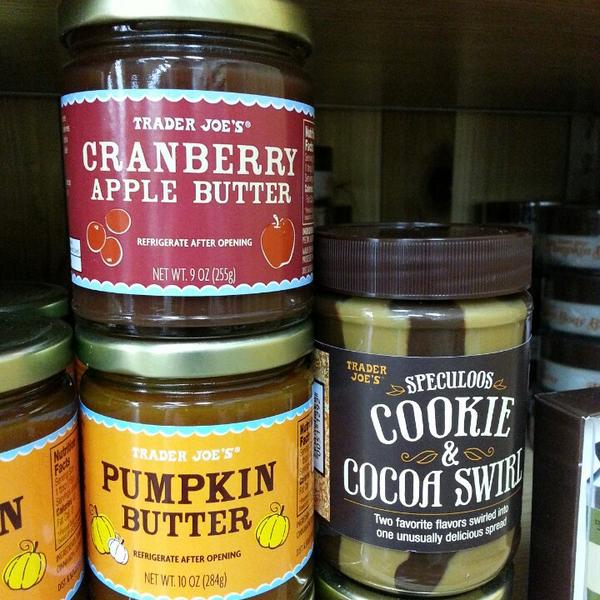 TRADER JOE'S®
CRANBERRY
APPLE BUTTER
REFRIGERATE AFTER OPENING
NET WT. 9 OZ (255g)
TRADER JOE'S®
PUMPKIN
BUTTER
REFRIGERATE AFTER OPENING
NET WT. 10 OZ (284g)
TRADER
JOE'S®
SPECULOOS
COOKIE
&
COCOA SWIRL
Two favorite flavors swirled into
one unusually delicious spread
N
Nutrition
Facts